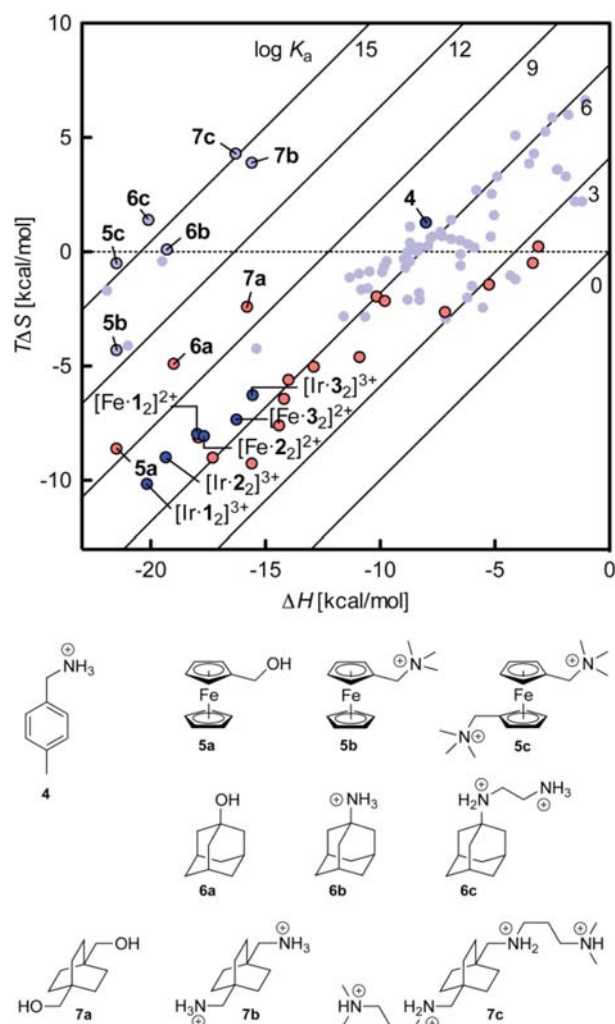 10
log Kₐ
15
12
9
7c
7b
6
5
4
6c
3
5c
6b
0
0
7a
5b
6a
TΔS [kcal/mol]
-5
[Ir·3₂]³⁺
[Fe·1₂]²⁺
[Fe·3₂]²⁺
[Fe·2₂]²⁺
5a
[Ir·2₂]³⁺
-10
[Ir·1₂]³⁺
-20
-15
-10
-5
0
ΔH [kcal/mol]
⊕
NH₃
4
OH
Fe
5a
⊕
N
Fe
5b
⊕
N
Fe
N
⊕
5c
OH
6a
⊕
NH₃
6b
⊕
H₂N
NH₃
⊕
6c
OH
HO
7a
⊕
NH₃
H₃N
⊕
7b
⊕
NH₂
⊕
NH
⊕
HN
H₂N
⊕
7c